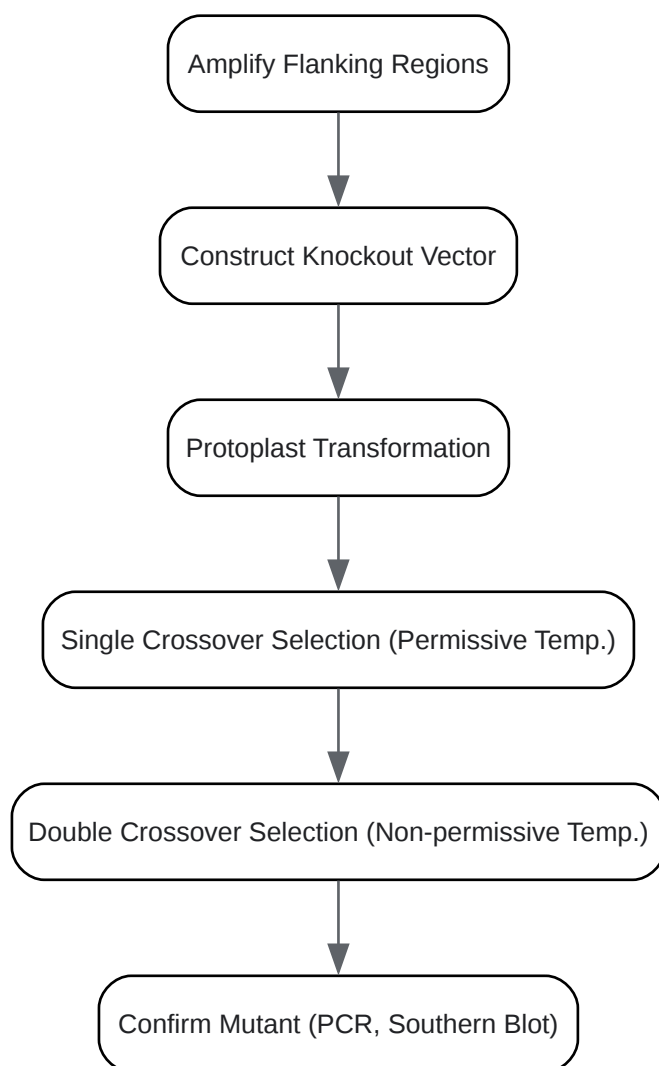 Amplify Flanking Regions
Construct Knockout Vector
Protoplast Transformation
Single Crossover Selection (Permissive Temp.)
Double Crossover Selection (Non-permissive Temp.)
Confirm Mutant (PCR, Southern Blot)